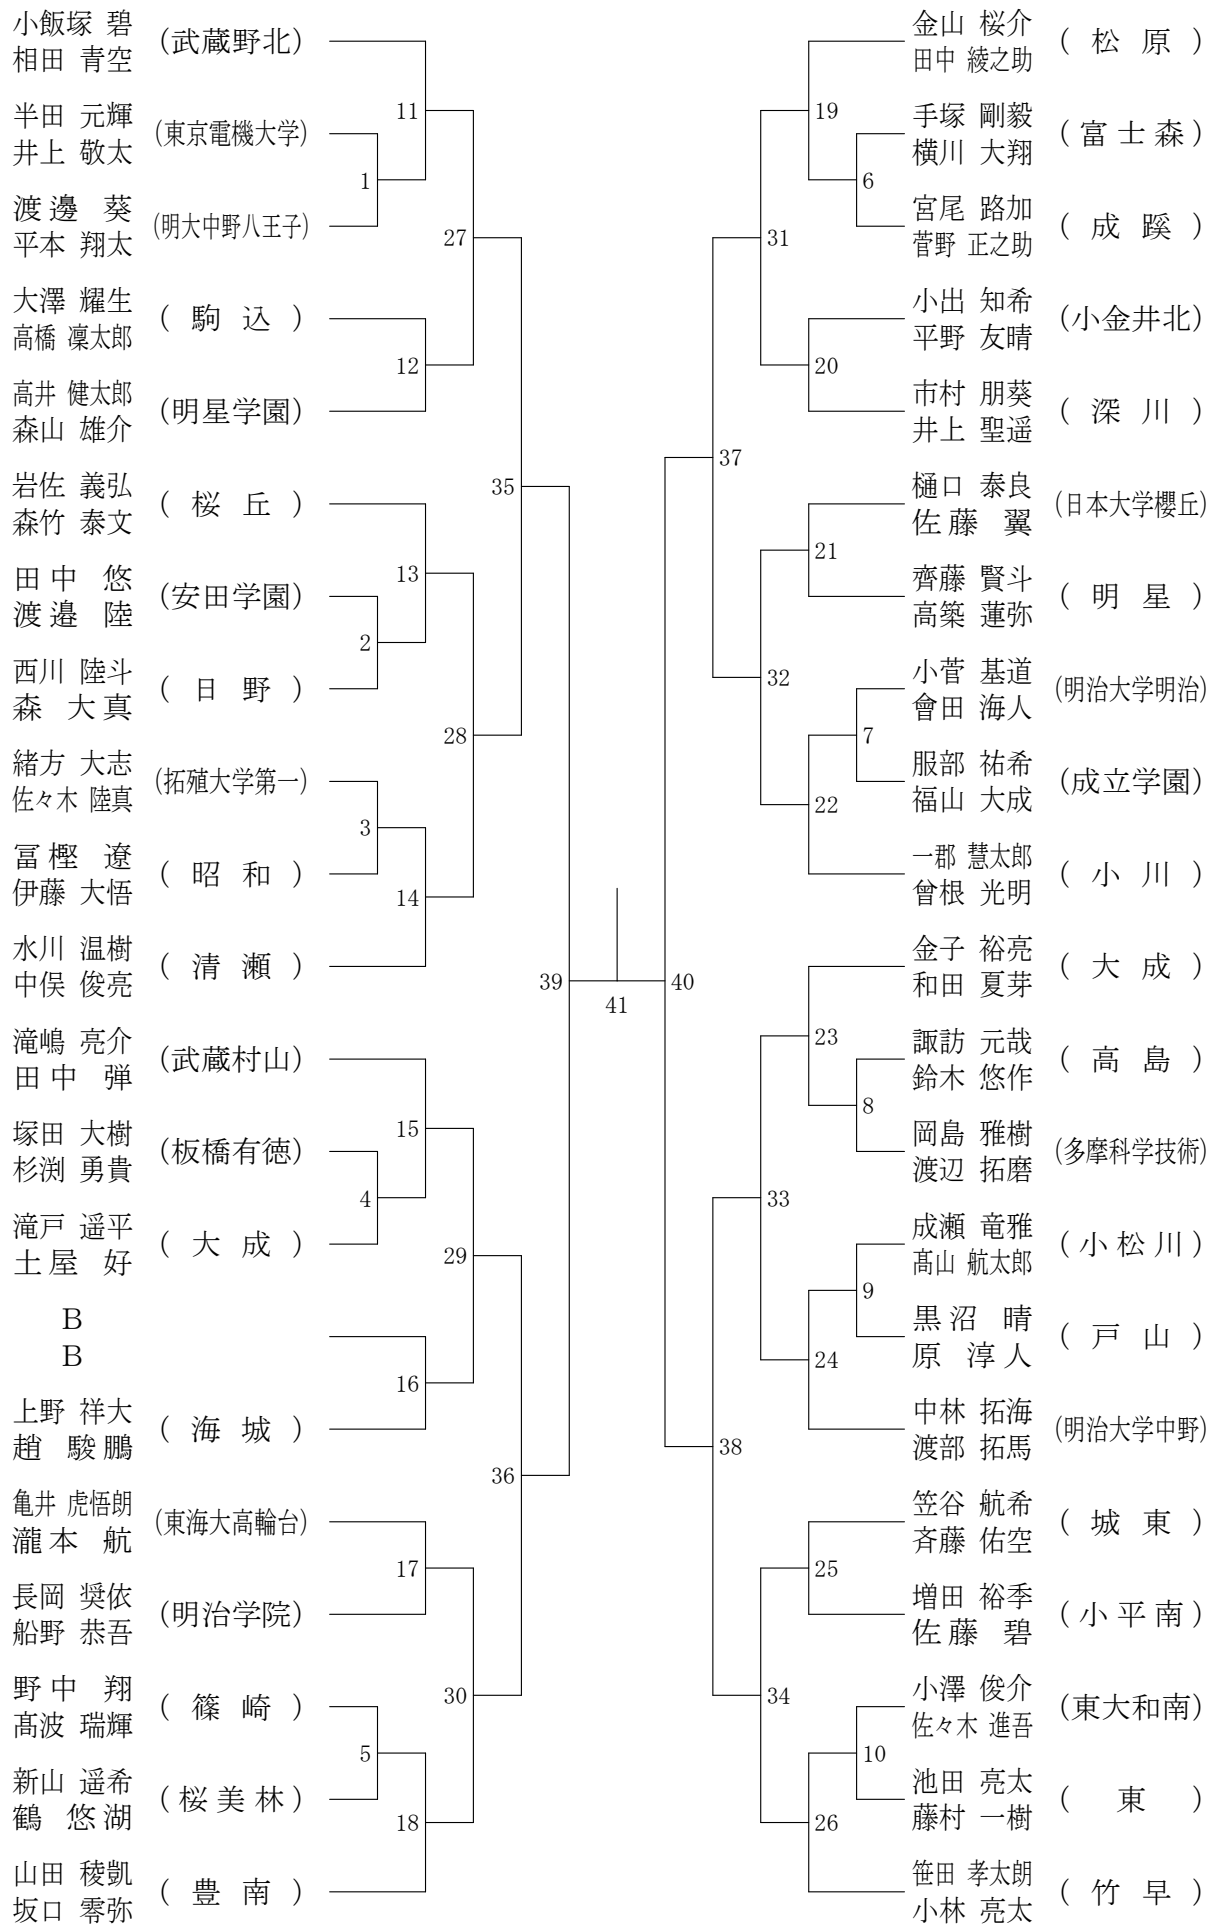 小飯塚 碧
相田 青空
(武蔵野北)
半田 元輝
井上 敬太
(東京電機大学)
渡邊 葵
平本 翔太
(明大中野八王子)
大澤 耀生
高橋 凜太郎
(駒込)
高井 健太郎
森山 雄介
(明星学園)
岩佐 義弘
森竹 泰文
(桜丘)
田中 悠
渡邉 陸
(安田学園)
西川 陸斗
森 大真
(日野)
緒方 大志
佐々木 陸真
(拓殖大学第一)
冨樫 遼
伊藤 大悟
(昭和)
水川 温樹
中俣 俊亮
(清瀬)
滝嶋 亮介
田中 弾
(武蔵村山)
塚田 大樹
杉渕 勇貴
(板橋有徳)
滝戸 遥平
土屋 好
(大成)
B
B
上野 祥大
趙 駿鵬
(海城)
亀井 虎悟朗
瀧本 航
(東海大高輪台)
長岡 奨依
船野 恭吾
(明治学院)
野中 翔
髙波 瑞輝
(篠崎)
新山 遥希
鶴 悠湖
(桜美林)
山田 稜凱
坂口 零弥
(豊南)
1
2
3
4
5
11
12
13
14
15
16
17
18
27
28
29
30
35
36
39
41
40
37
38
31
32
33
34
19
20
21
22
23
24
25
26
6
7
8
9
10
金山 桜介
田中 綾之助
(松原)
手塚 剛毅
横川 大翔
(富士森)
宮尾 路加
菅野 正之助
(成蹊)
小出 知希
平野 友晴
(小金井北)
市村 朋葵
井上 聖遥
(深川)
樋口 泰良
佐藤 翼
(日本大学櫻丘)
齊藤 賢斗
高築 蓮弥
(明星)
小菅 基道
會田 海人
(明治大学明治)
服部 祐希
福山 大成
(成立学園)
一郡 慧太郎
曾根 光明
(小川)
金子 裕亮
和田 夏芽
(大成)
諏訪 元哉
鈴木 悠作
(高島)
岡島 雅樹
渡辺 拓磨
(多摩科学技術)
成瀬 竜雅
髙山 航太郎
(小松川)
黒沼 晴
原 淳人
(戸山)
中林 拓海
渡部 拓馬
(明治大学中野)
笠谷 航希
斉藤 佑空
(城東)
増田 裕季
佐藤 碧
(小平南)
小澤 俊介
佐々木 進吾
(東大和南)
池田 亮太
藤村 一樹
(東)
笹田 孝太朗
小林 亮太
(竹早)